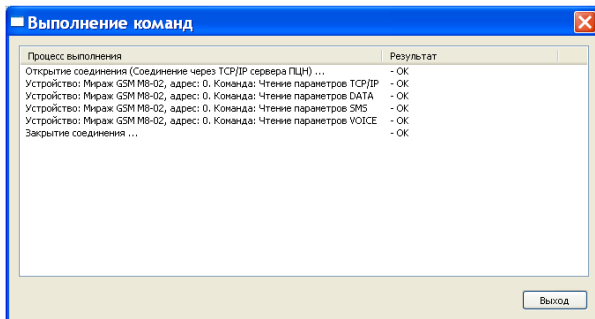 Выполнение команд
Процесс выполнения Результат
Открытие соединения (Соединение через TCP/IP сервера ПЦН) ... - OK
Устройство: Мираж GSM M8-02, адрес: 0. Команда: Чтение параметров TCP/IP - OK
Устройство: Мираж GSM M8-02, адрес: 0. Команда: Чтение параметров DATA - OK
Устройство: Мираж GSM M8-02, адрес: 0. Команда: Чтение параметров SMS - OK
Устройство: Мираж GSM M8-02, адрес: 0. Команда: Чтение параметров VOICE - OK
Закрытие соединения ... - OK
Выход